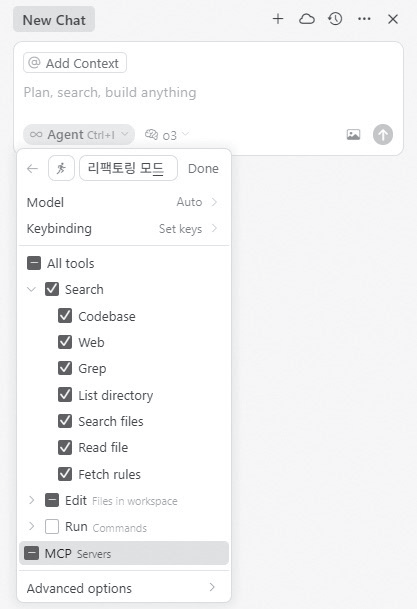 New Chat
@ Add Context
Plan, search, build anything
∞ Agent Ctrl+I o3
리팩토링 모드 Done
Model Auto
Keybinding Set keys
All tools
Search
Codebase
Web
Grep
List directory
Search files
Read file
Fetch rules
Edit Files in workspace
Run Commands
MCP Servers
Advanced options